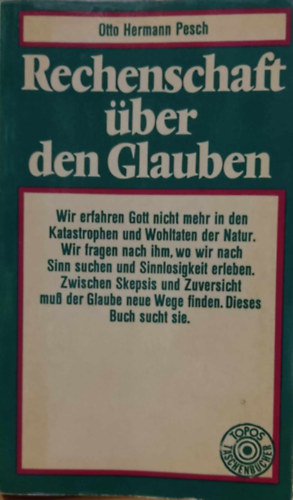 Otto Hermann Pesch
Rechenschaft
über
den Glauben
Wir erfahren Gott nicht mehr in den
Katastrophen und Wohltaten der Natur.
Wir fragen nach ihm, wo wir nach
Sinn suchen und Sinnlosigkeit erleben.
Zwischen Skepsis und Zuversicht
muß der Glaube neue Wege finden. Dieses
Buch sucht sie.
TOPOS
TASCHENBÜCHER